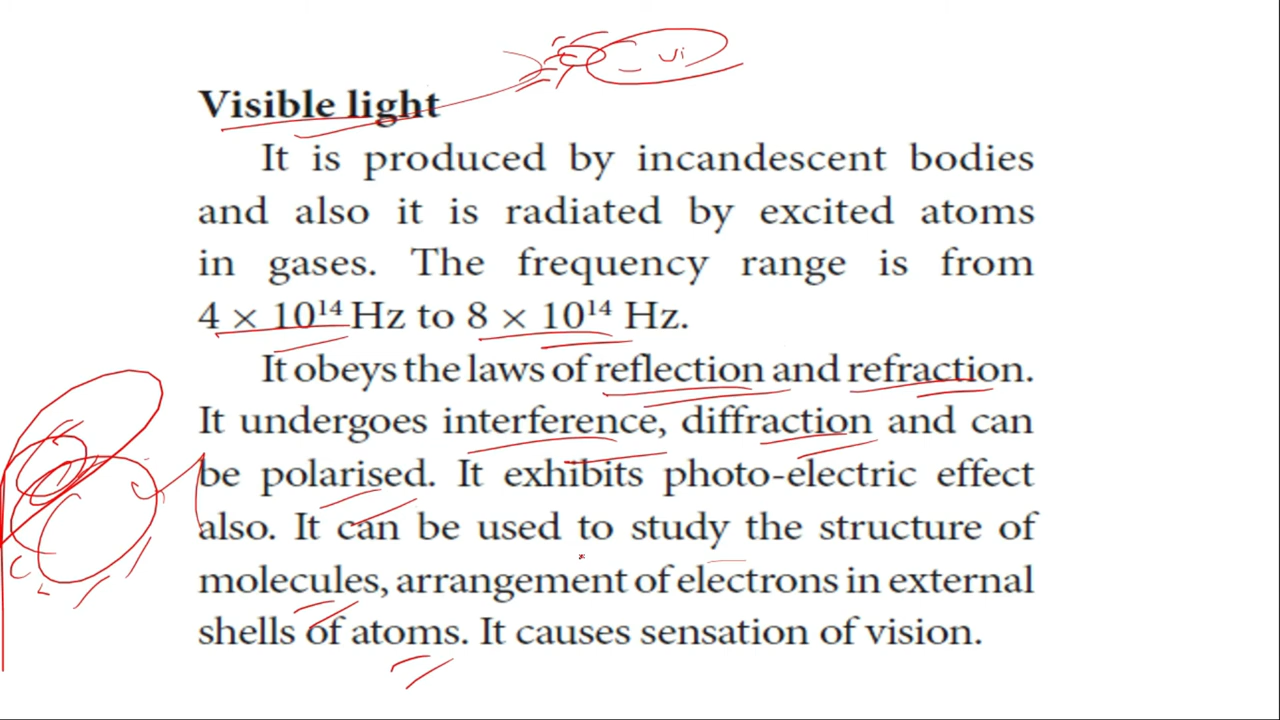 Vi
Visible light
It is produced by incandescent bodies
and also it is radiated by excited atoms
in gases. The frequency range is from
4 × 10¹⁴ Hz to 8 × 10¹⁴ Hz.
It obeys the laws of reflection and refraction.
It undergoes interference, diffraction and can
be polarised. It exhibits photo-electric effect
also. It can be used to study the structure of
molecules, arrangement of electrons in external
shells of atoms. It causes sensation of vision.